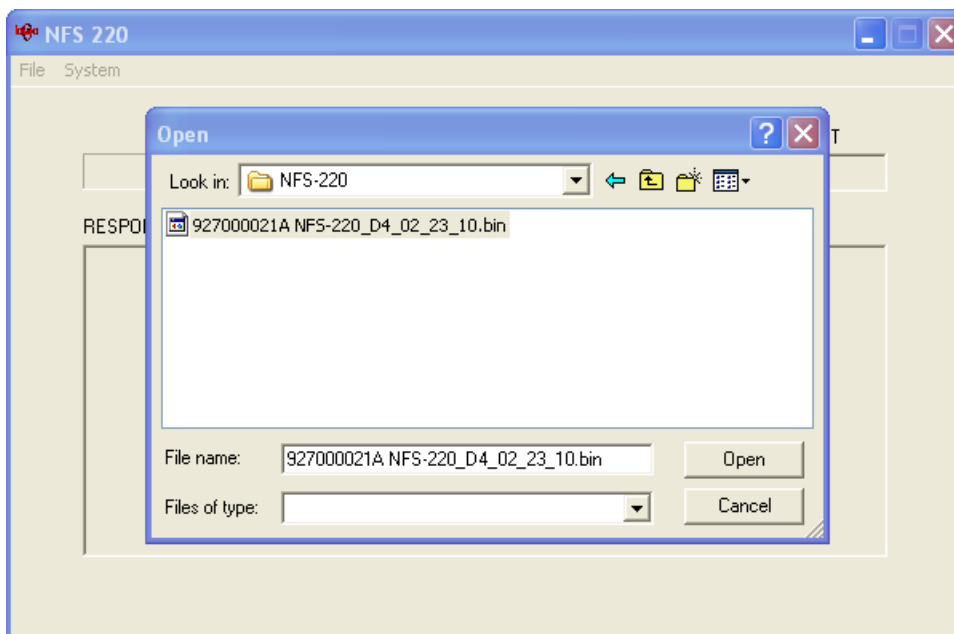 NFS 220
File System
Open
T
Look in: NFS-220
RESPO
927000021A NFS-220_D4_02_23_10.bin
File name: 927000021A NFS-220_D4_02_23_10.bin Open
Files of type: Cancel